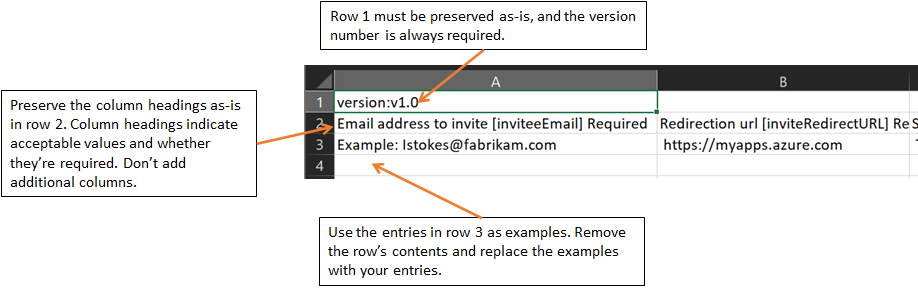 Row 1 must be preserved as-is, and the version
number is always required.
Preserve the column headings as-is
in row 2. Column headings indicate
acceptable values and whether
they're required. Don't add
additional columns.
A B
1 version:v1.0
2 Email address to invite [inviteeEmail] Required Redirection url [inviteRedirectURL] Re S
3 Example: lstokes@fabrikam.com https://myapps.azure.com
4
Use the entries in row 3 as examples. Remove
the row's contents and replace the examples
with your entries.